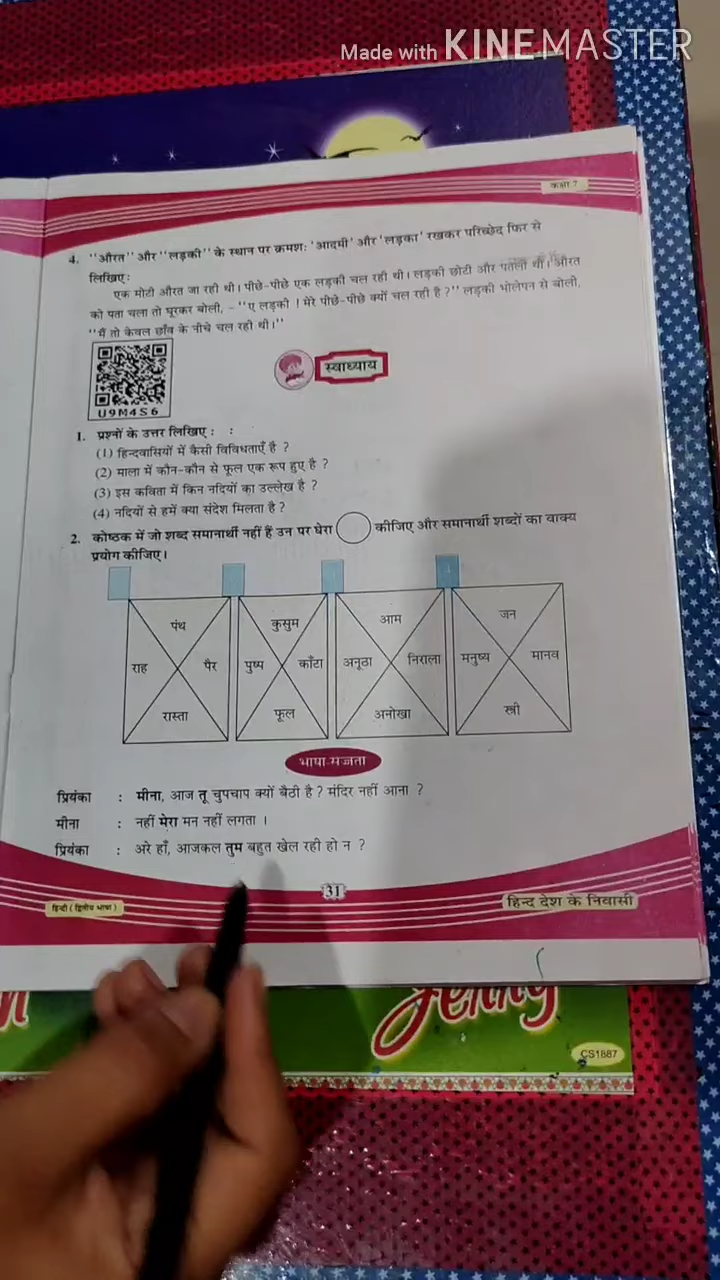 Made with KINEMASTER
कक्षा 7
4. "औरत" और "लड़की" के स्थान पर क्रमशः 'आदमी' और 'लड़का' रखकर परिच्छेद फिर से
लिखिए:
एक मोटी औरत जा रही थी। पीछे-पीछे एक लड़की चल रही थी। लड़की छोटी और पतली थी। औरत
को पता चला तो घूरकर बोली, - "ए लड़की ! मेरे पीछे-पीछे क्यों चल रही है ?" लड़की भोलेपन से बोली,
"मैं तो केवल छाँव के नीचे चल रही थी।"
U9M4S6
स्वाध्याय
1. प्रश्नों के उत्तर लिखिए : :
(1) हिन्दवासियों में कैसी विविधताएँ है ?
(2) माला में कौन-कौन से फूल एक रूप हुए है ?
(3) इस कविता में किन नदियों का उल्लेख है ?
(4) नदियों से हमें क्या संदेश मिलता है ?
2. कोष्ठक में जो शब्द समानार्थी नहीं हैं उन पर घेरा कीजिए और समानार्थी शब्दों का वाक्य
प्रयोग कीजिए।
पंथ कुसुम आम जन
राह पैर पुष्प काँटा अनूठा निराला मनुष्य मानव
रास्ता फूल अनोखा स्त्री
भाषा-सज्जता
प्रियंका : मीना, आज तू चुपचाप क्यों बैठी है ? मंदिर नहीं आना ?
मीना : नहीं मेरा मन नहीं लगता ।
प्रियंका : अरे हाँ, आजकल तुम बहुत खेल रही हो न ?
हिन्दी (द्वितीय भाषा) 31 हिन्द देश के निवासी
CS1887